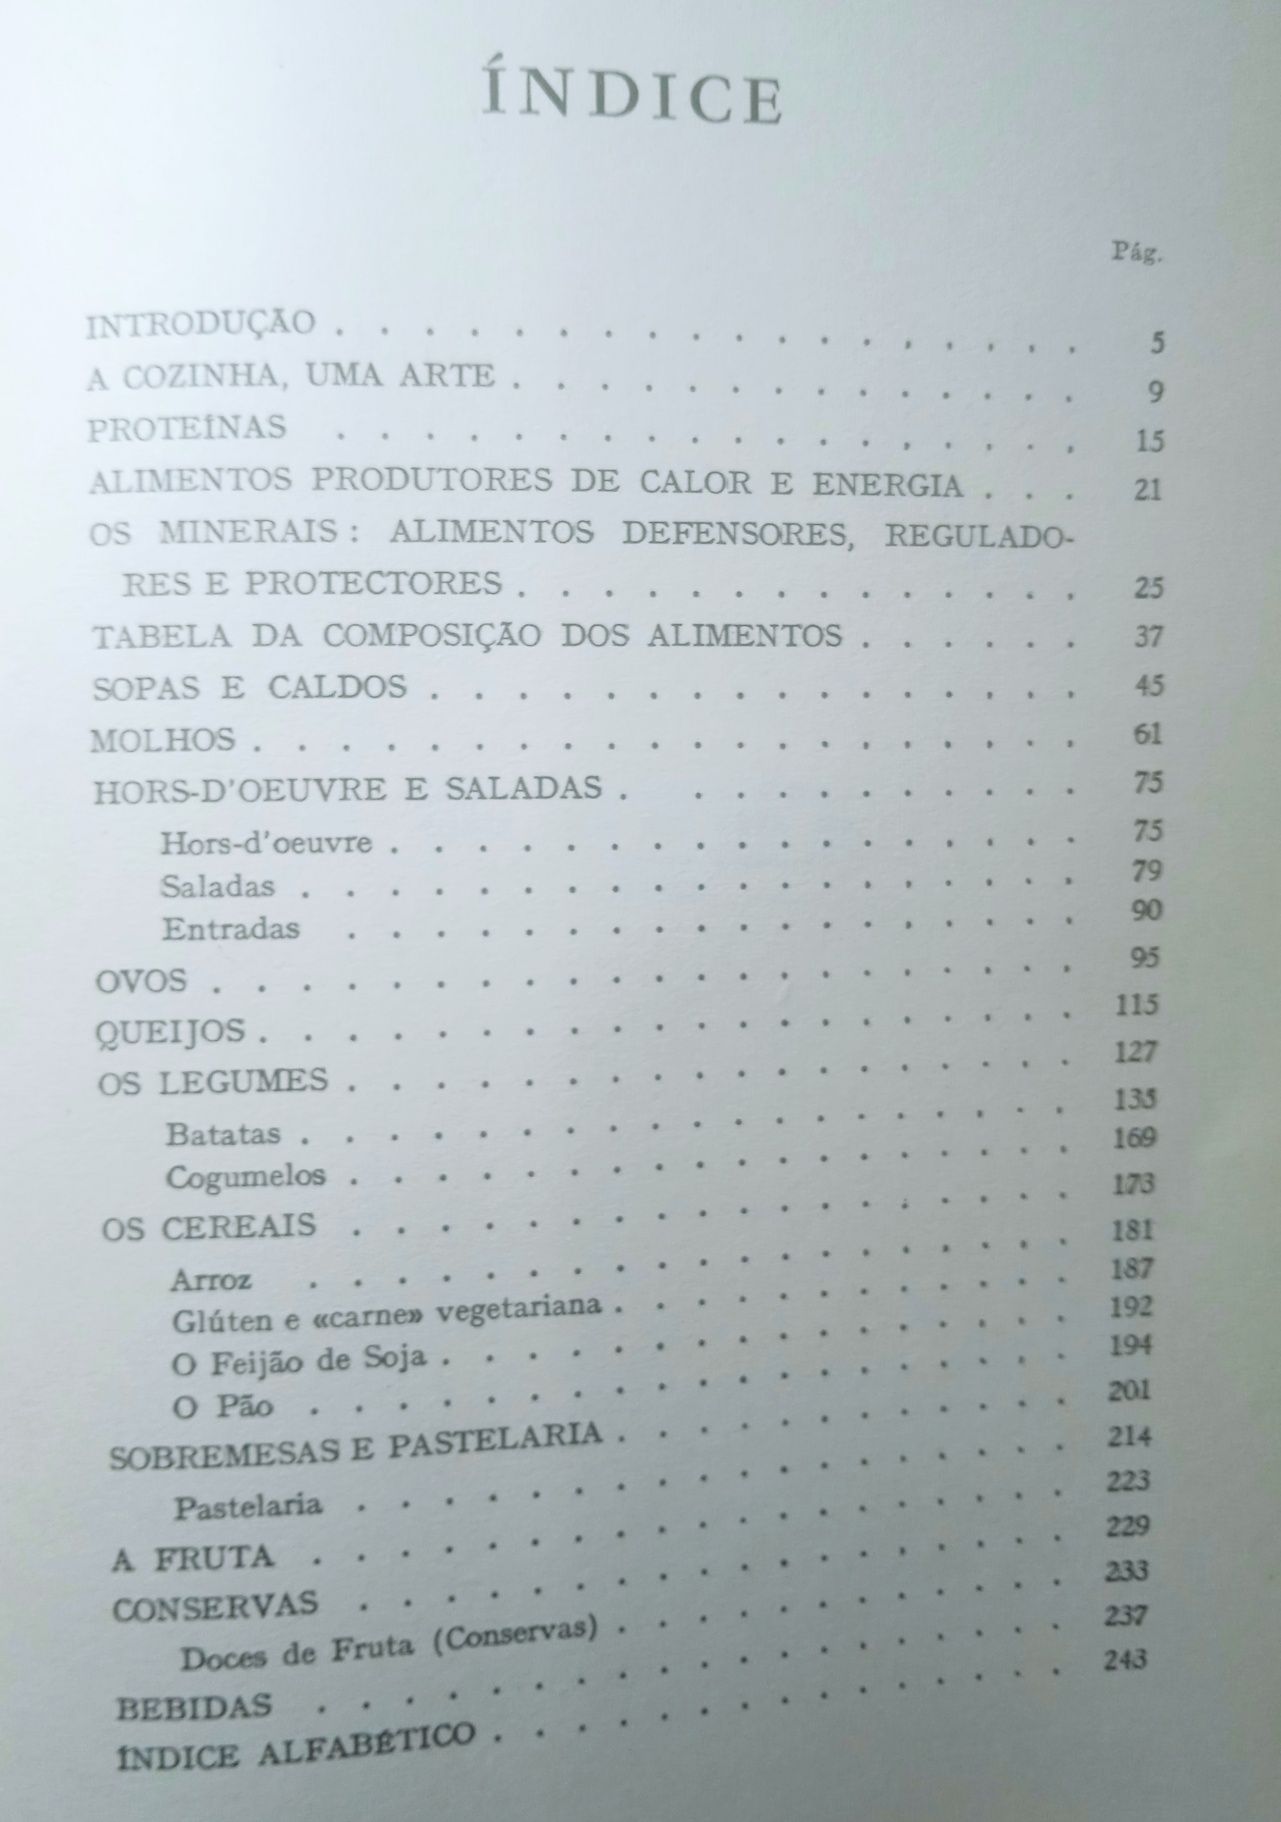 ÍNDICE
Pág.
INTRODUÇÃO . . . . . . . . . . . . . . . . . . 5
A COZINHA, UMA ARTE . . . . . . . . . . . . . . 9
PROTEÍNAS . . . . . . . . . . . . . . . . . . 15
ALIMENTOS PRODUTORES DE CALOR E ENERGIA . . . 21
OS MINERAIS: ALIMENTOS DEFENSORES, REGULADO-
RES E PROTECTORES . . . . . . . . . . . . . . 25
TABELA DA COMPOSIÇÃO DOS ALIMENTOS . . . . . . 37
SOPAS E CALDOS . . . . . . . . . . . . . . . . 45
MOLHOS . . . . . . . . . . . . . . . . . . . . 61
HORS-D'OEUVRE E SALADAS . . . . . . . . . . . 75
Hors-d'oeuvre . . . . . . . . . . . . . . . . . 75
Saladas . . . . . . . . . . . . . . . . . . . 79
Entradas . . . . . . . . . . . . . . . . . . 90
OVOS . . . . . . . . . . . . . . . . . . . . . 95
QUEIJOS . . . . . . . . . . . . . . . . . . . . 115
OS LEGUMES . . . . . . . . . . . . . . . . . . 127
Batatas . . . . . . . . . . . . . . . . . . . 135
Cogumelos . . . . . . . . . . . . . . . . . . 169
OS CEREAIS . . . . . . . . . . . . . . . . . . 173
Arroz . . . . . . . . . . . . . . . . . . . 181
Glúten e «carne» vegetariana . . . . . . . . . . . 187
O Feijão de Soja . . . . . . . . . . . . . . . . 192
O Pão . . . . . . . . . . . . . . . . . . . 194
SOBREMESAS E PASTELARIA . . . . . . . . . . . . 201
Pastelaria . . . . . . . . . . . . . . . . . . 214
A FRUTA . . . . . . . . . . . . . . . . . . . 223
CONSERVAS . . . . . . . . . . . . . . . . . . 229
Doces de Fruta (Conservas) . . . . . . . . . . . . 233
BEBIDAS . . . . . . . . . . . . . . . . . . . 237
ÍNDICE ALFABÉTICO . . . . . . . . . . . . . . 243